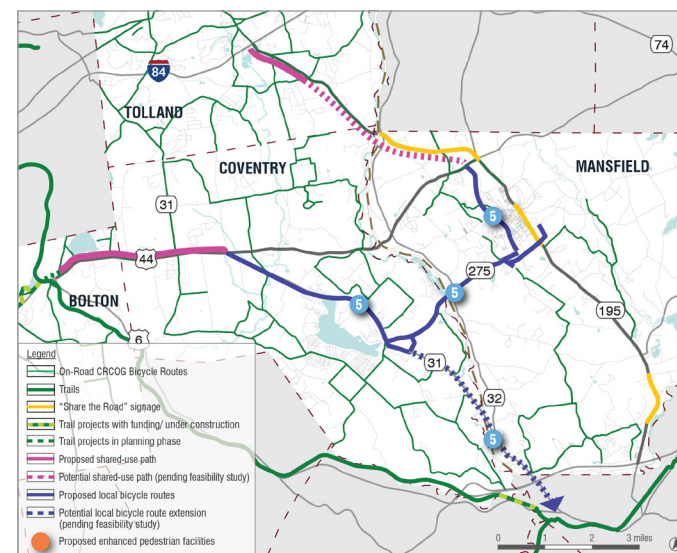 74
84
TOLLAND
COVENTRY
MANSFIELD
31
5
44
275
5
BOLTON
5
195
6
31
32
5
Legend
On-Road CRCOG Bicycle Routes
Trails
“Share the Road” signage
Trail projects with funding/ under construction
Trail projects in planning phase
Proposed shared-use path
Potential shared-use path (pending feasibility study)
Proposed local bicycle routes
Potential local bicycle route extension
(pending feasibility study)
Proposed enhanced pedestrian facilities
0 1 2 3 miles